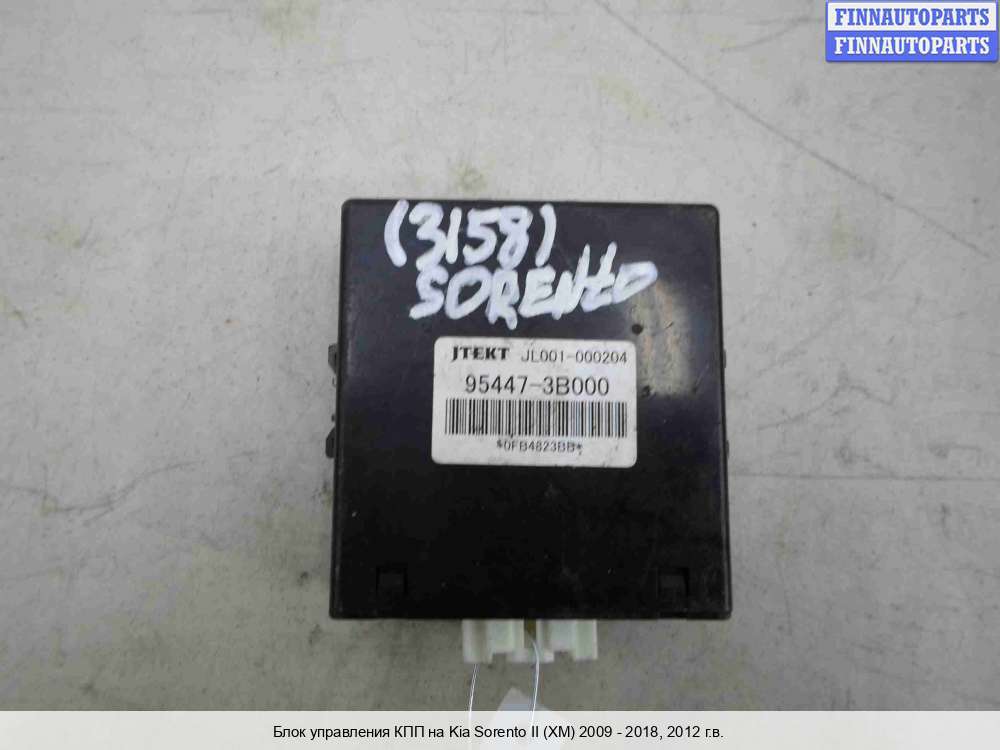 FINNAUTOPARTS
FINNAUTOPARTS
(3158)
SORENTO
JTEKT JL001-000204
95447-3B000
*0FB4823BB*
Блок управления КПП на Kia Sorento II (XM) 2009 - 2018, 2012 г.в.